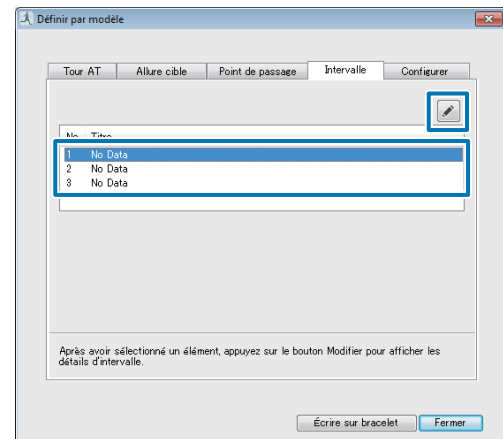 Définir par modèle
Tour AT Allure cible Point de passage Intervalle Configurer
No Titre
1 No Data
2 No Data
3 No Data
Après avoir sélectionné un élément, appuyez sur le bouton Modifier pour afficher les
détails d'intervalle.
Écrire sur bracelet Fermer